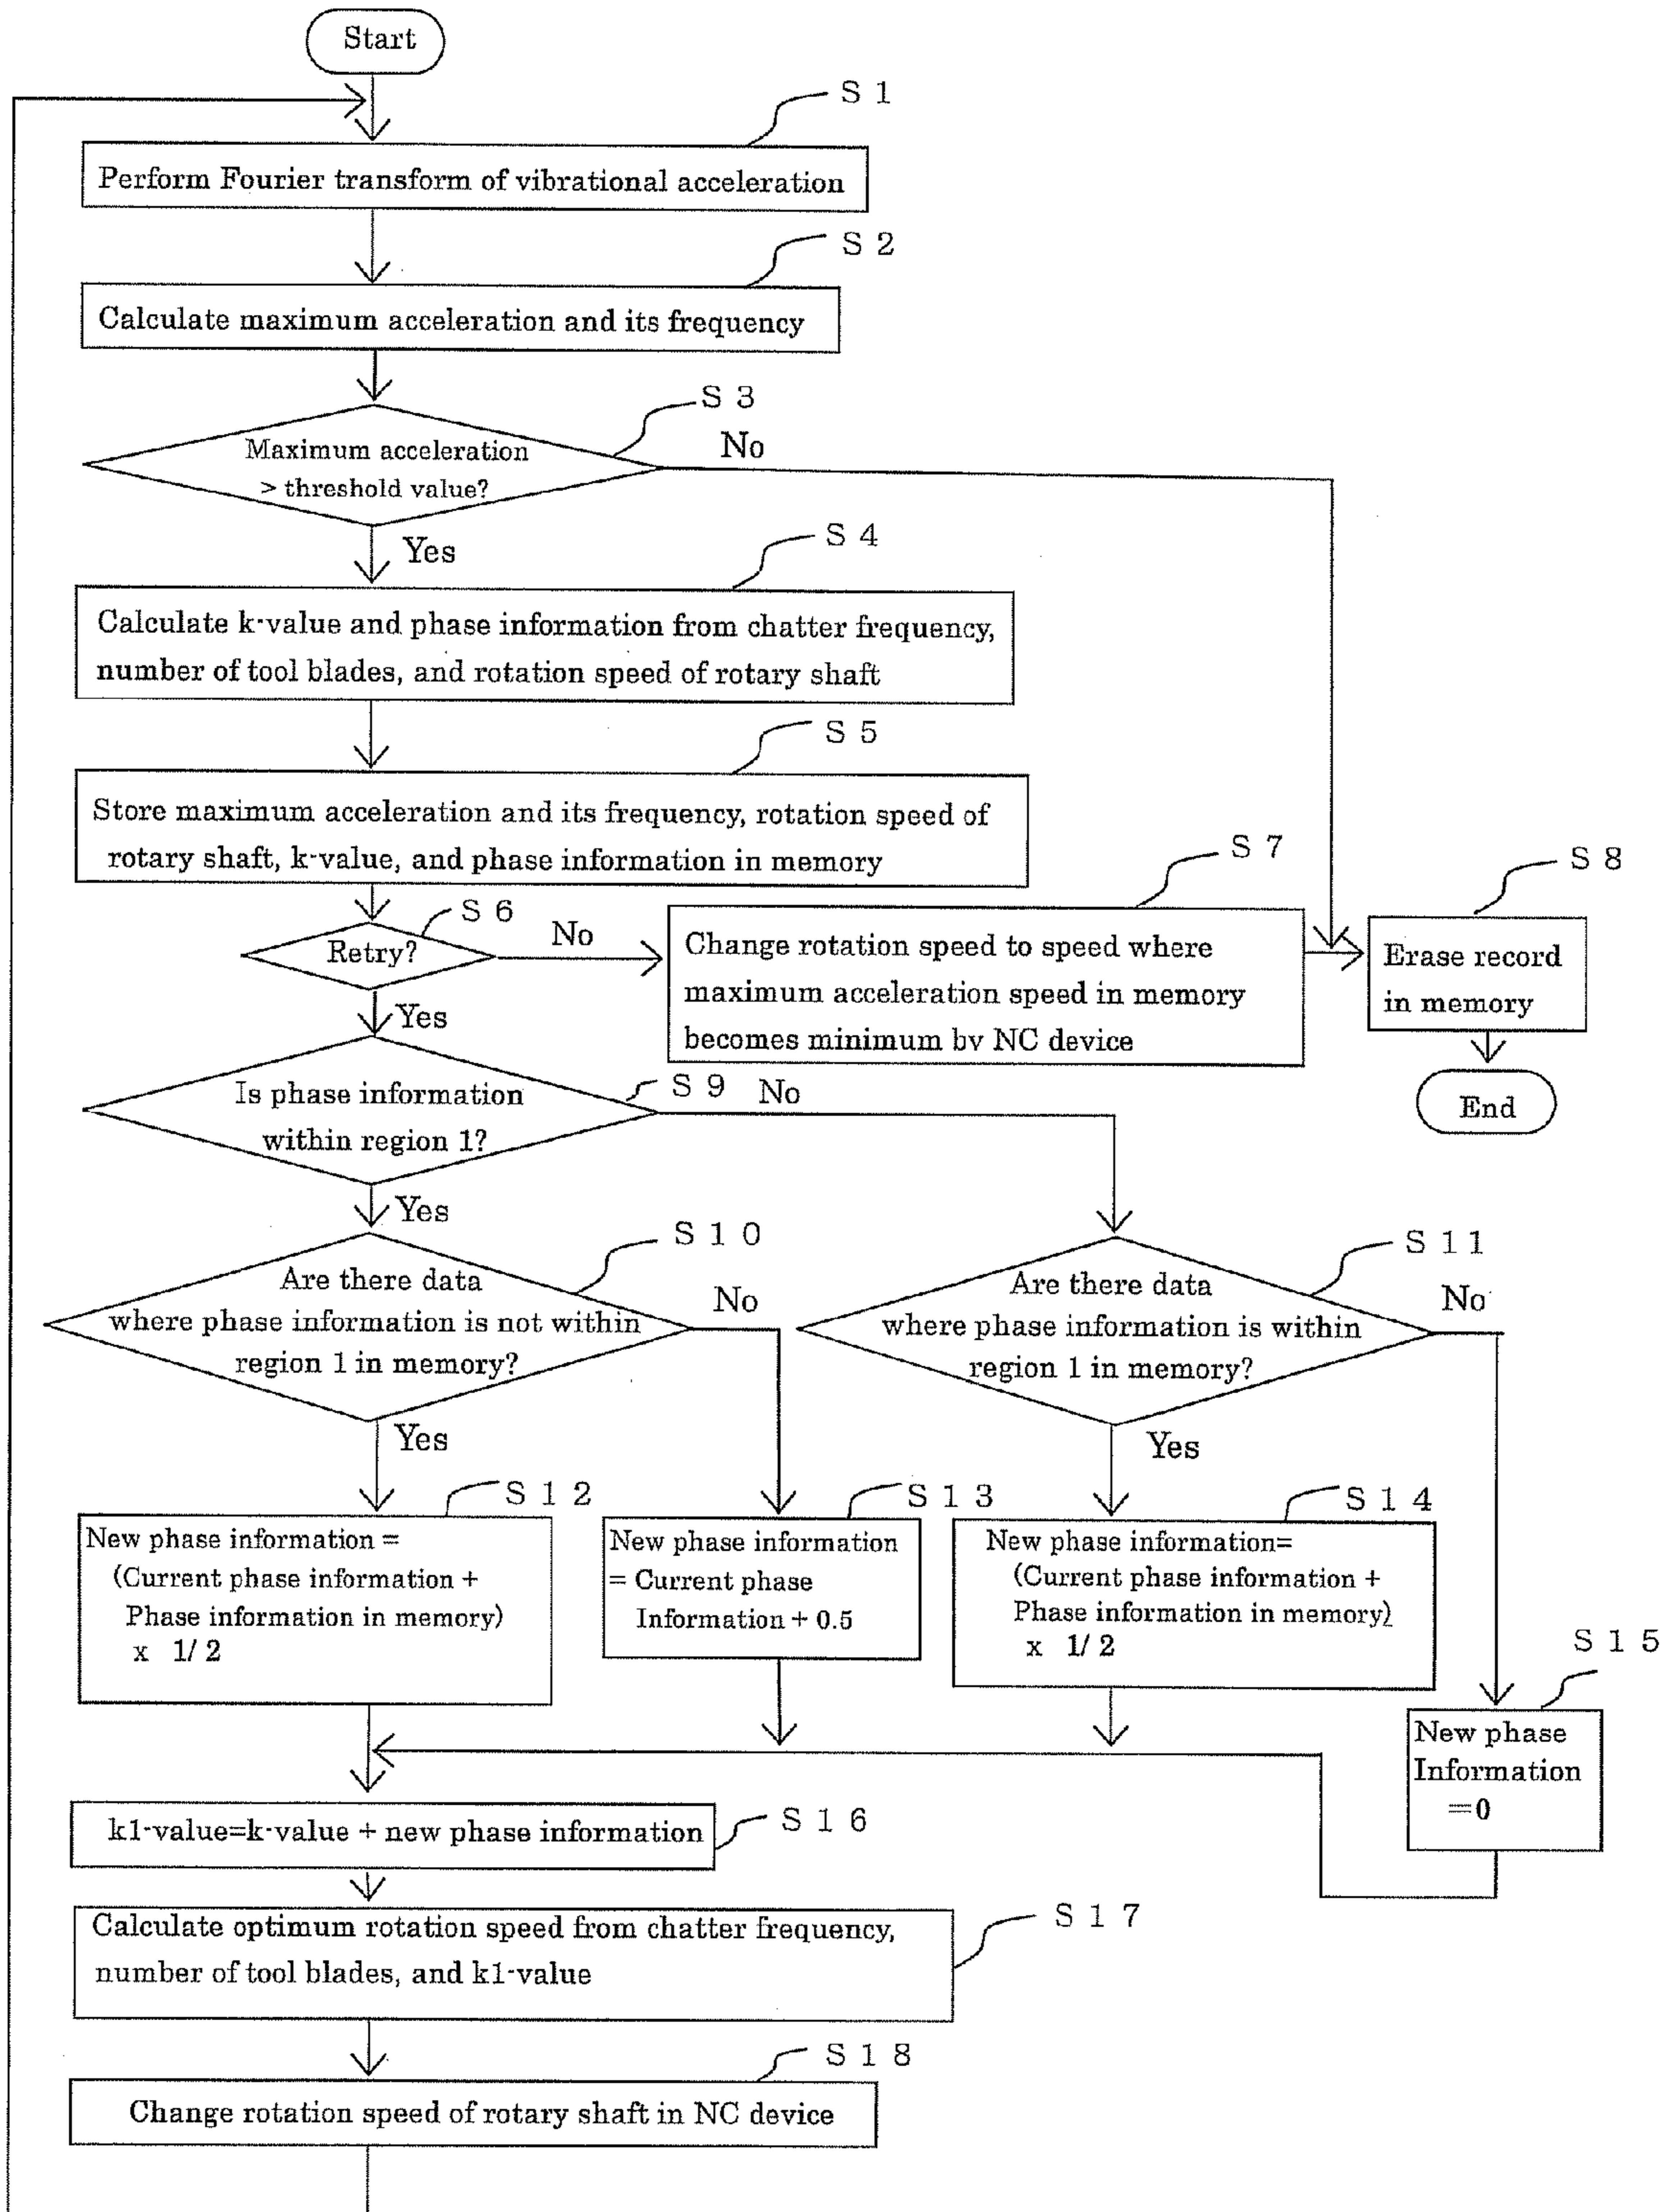 Start
S 1
Perform Fourier transform of vibrational acceleration
S 2
Calculate maximum acceleration and its frequency
S 3
Maximum acceleration
> threshold value?
No
Yes
S 4
Calculate k-value and phase information from chatter frequency,
number of tool blades, and rotation speed of rotary shaft
S 5
Store maximum acceleration and its frequency, rotation speed of
rotary shaft, k-value, and phase information in memory
S 6
Retry?
No
Yes
S 7
Change rotation speed to speed where
maximum acceleration speed in memory
becomes minimum by NC device
S 8
Erase record
in memory
End
S 9
No
Is phase information
within region 1?
Yes
S 1 0
Are there data
where phase information is not within
region 1 in memory?
No
Yes
S 1 1
Are there data
where phase information is within
region 1 in memory?
No
Yes
S 1 2
New phase information =
(Current phase information +
Phase information in memory)
x 1/ 2
S 1 3
New phase information
= Current phase
Information + 0.5
S 1 4
New phase information=
(Current phase information +
Phase information in memory)
x 1/ 2
S 1 5
New phase
Information
=0
k1-value=k-value + new phase information
S 1 6
S 1 7
Calculate optimum rotation speed from chatter frequency,
number of tool blades, and k1-value
S 1 8
Change rotation speed of rotary shaft in NC device